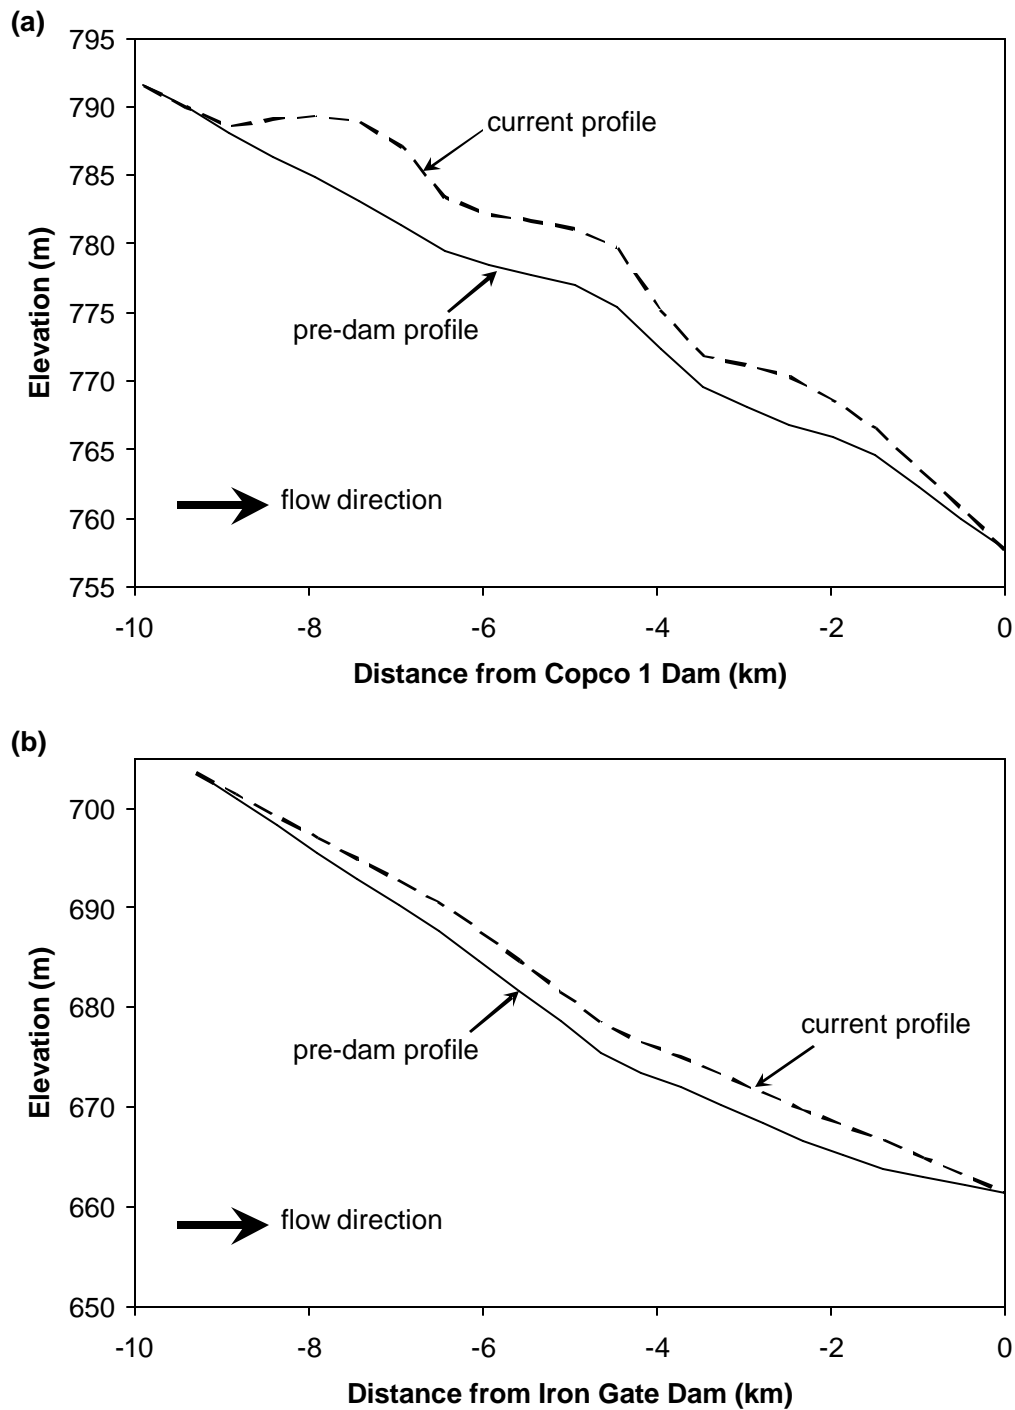 (a)
795
790
785
780
775
770
765
760
755
Elevation (m)
current profile
pre-dam profile
flow direction
-10 -8 -6 -4 -2 0
Distance from Copco 1 Dam (km)
(b)
700
690
680
670
660
650
Elevation (m)
current profile
pre-dam profile
flow direction
-10 -8 -6 -4 -2 0
Distance from Iron Gate Dam (km)